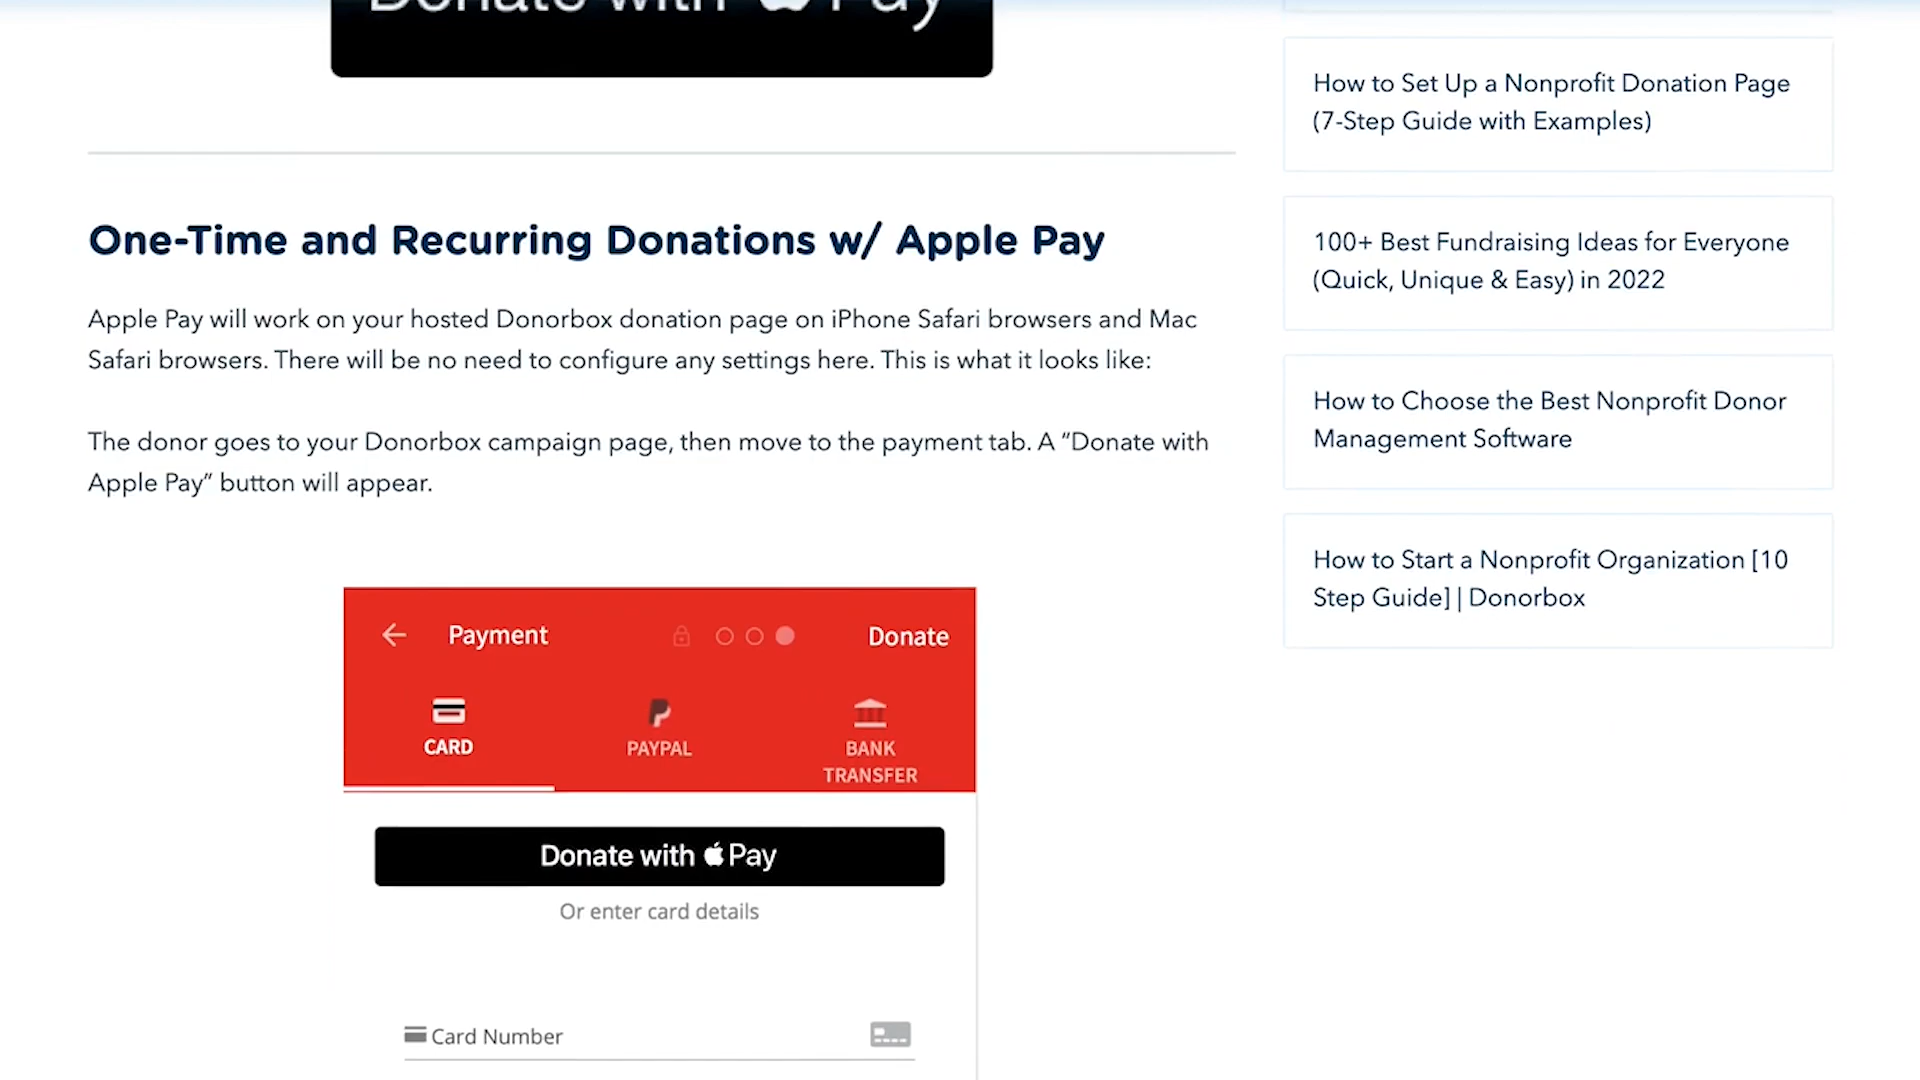 Donate with Pay
How to Set Up a Nonprofit Donation Page
(7-Step Guide with Examples)
One-Time and Recurring Donations w/ Apple Pay
Apple Pay will work on your hosted Donorbox donation page on iPhone Safari browsers and Mac
Safari browsers. There will be no need to configure any settings here. This is what it looks like:
The donor goes to your Donorbox campaign page, then move to the payment tab. A “Donate with
Apple Pay” button will appear.
100+ Best Fundraising Ideas for Everyone
(Quick, Unique & Easy) in 2022
How to Choose the Best Nonprofit Donor
Management Software
How to Start a Nonprofit Organization [10
Step Guide] | Donorbox
Payment
Donate
CARD
PAYPAL
BANK
TRANSFER
Donate with Pay
Or enter card details
Card Number